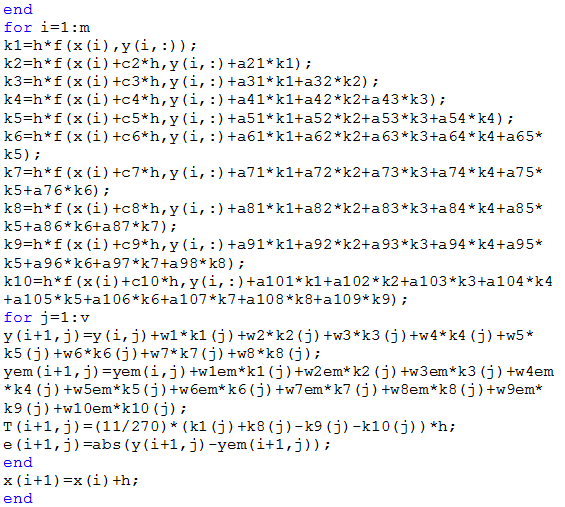 end
for i=1:m
k1=h*f(x(i),y(i,:));
k2=h*f(x(i)+c2*h,y(i,:)+a21*k1);
k3=h*f(x(i)+c3*h,y(i,:)+a31*k1+a32*k2);
k4=h*f(x(i)+c4*h,y(i,:)+a41*k1+a42*k2+a43*k3);
k5=h*f(x(i)+c5*h,y(i,:)+a51*k1+a52*k2+a53*k3+a54*k4);
k6=h*f(x(i)+c6*h,y(i,:)+a61*k1+a62*k2+a63*k3+a64*k4+a65*
k5);
k7=h*f(x(i)+c7*h,y(i,:)+a71*k1+a72*k2+a73*k3+a74*k4+a75*
k5+a76*k6);
k8=h*f(x(i)+c8*h,y(i,:)+a81*k1+a82*k2+a83*k3+a84*k4+a85*
k5+a86*k6+a87*k7);
k9=h*f(x(i)+c9*h,y(i,:)+a91*k1+a92*k2+a93*k3+a94*k4+a95*
k5+a96*k6+a97*k7+a98*k8);
k10=h*f(x(i)+c10*h,y(i,:)+a101*k1+a102*k2+a103*k3+a104*k4
+a105*k5+a106*k6+a107*k7+a108*k8+a109*k9);
for j=1:v
y(i+1,j)=y(i,j)+w1*k1(j)+w2*k2(j)+w3*k3(j)+w4*k4(j)+w5*
k5(j)+w6*k6(j)+w7*k7(j)+w8*k8(j);
yem(i+1,j)=yem(i,j)+w1em*k1(j)+w2em*k2(j)+w3em*k3(j)+w4em
*k4(j)+w5em*k5(j)+w6em*k6(j)+w7em*k7(j)+w8em*k8(j)+w9em*
k9(j)+w10em*k10(j);
T(i+1,j)=(11/270)*(k1(j)+k8(j)-k9(j)-k10(j))*h;
e(i+1,j)=abs(y(i+1,j)-yem(i+1,j));
end
x(i+1)=x(i)+h;
end